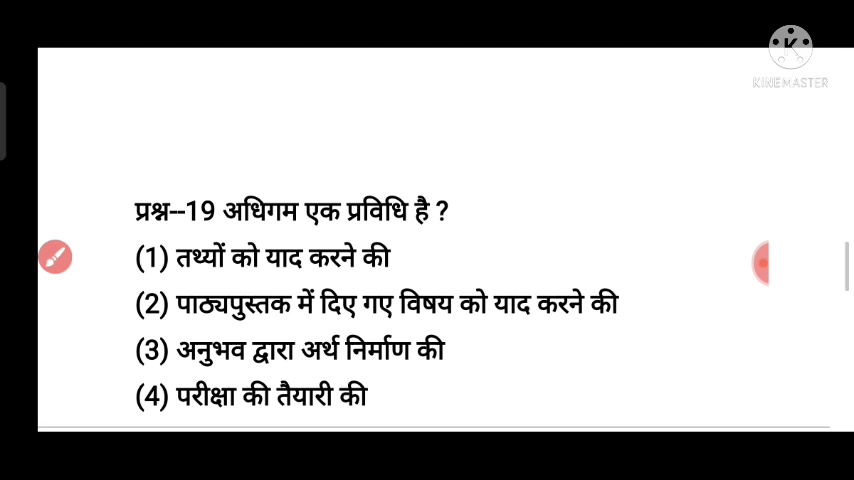 KINEMASTER
प्रश्न--19 अधिगम एक प्रविधि है ?
(1) तथ्यों को याद करने की
(2) पाठ्यपुस्तक में दिए गए विषय को याद करने की
(3) अनुभव द्वारा अर्थ निर्माण की
(4) परीक्षा की तैयारी की